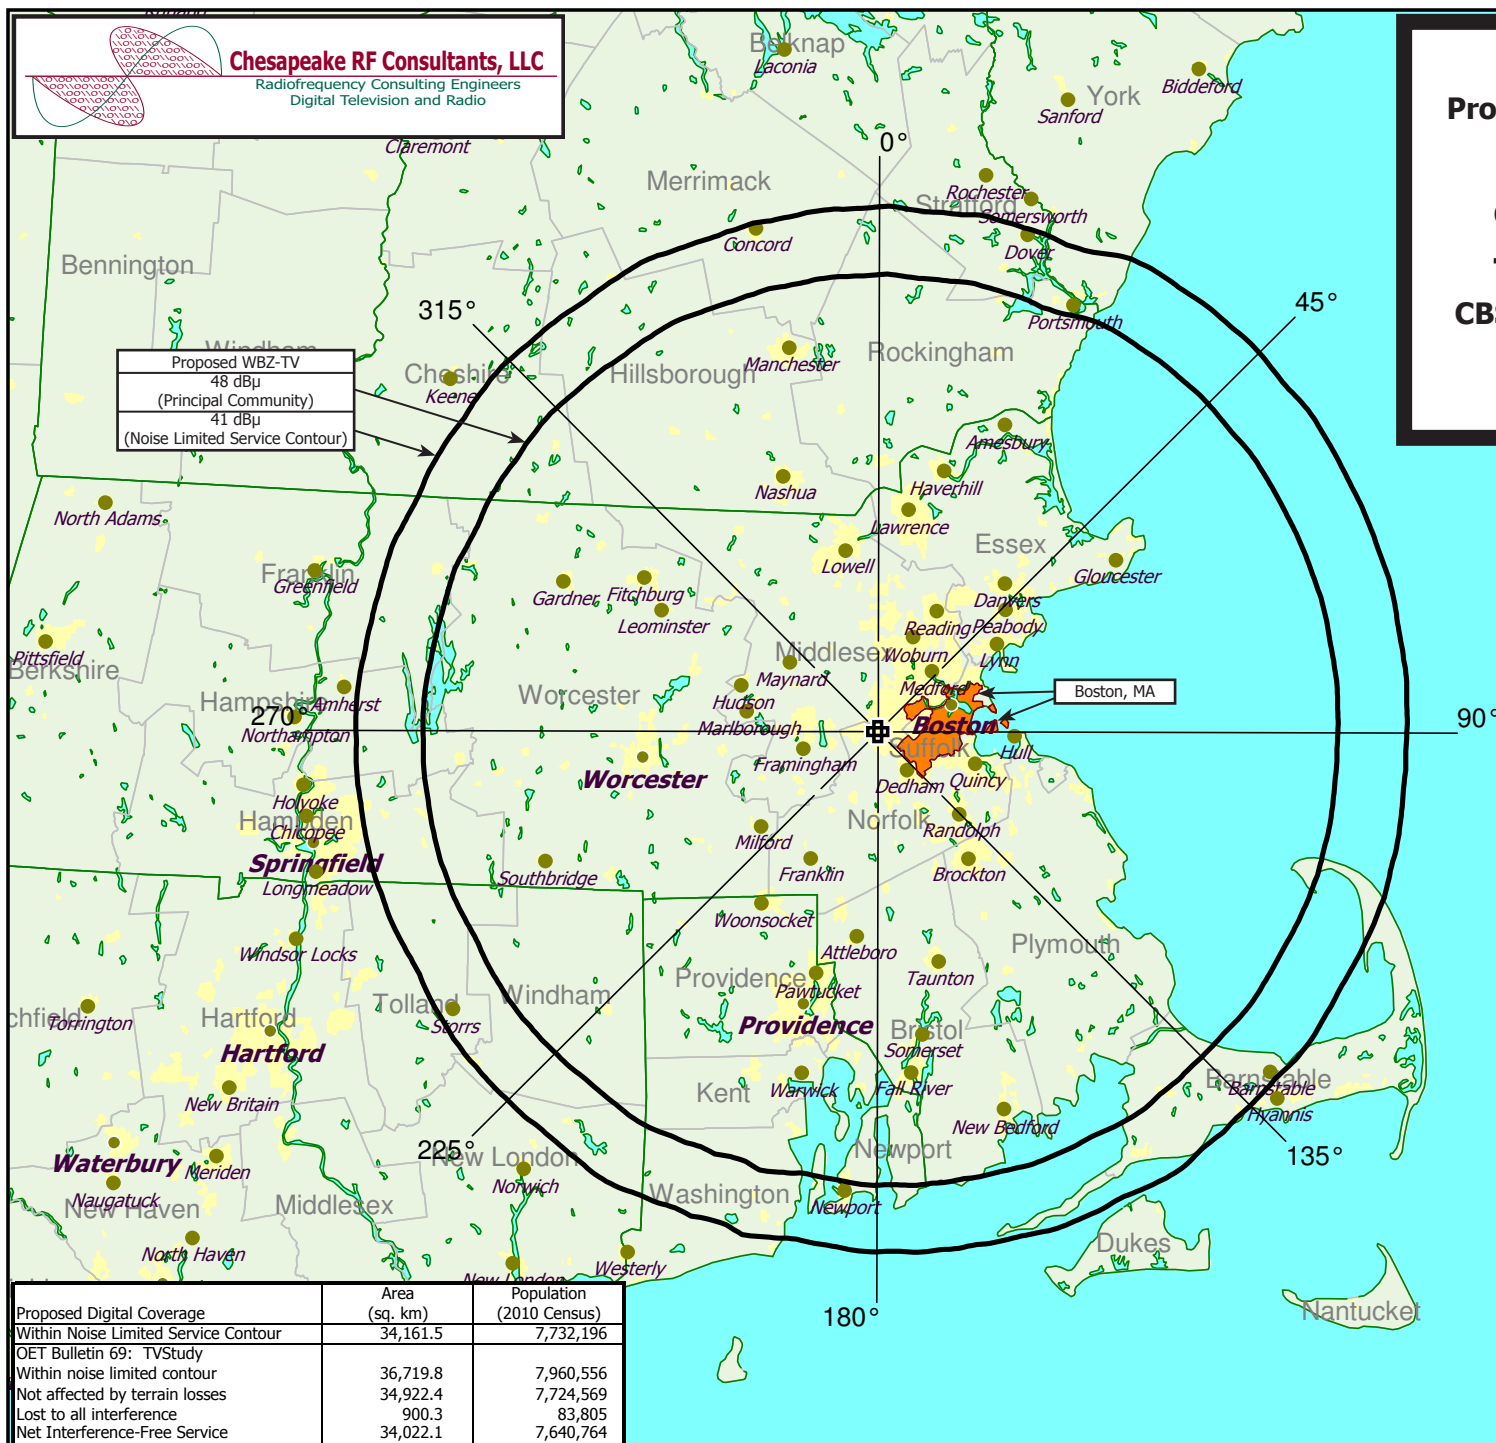 Chesapeake RF Consultants, LLC
Radiofrequency Consulting Engineers
Digital Television and Radio
Belknap
Laconia
Biddeford
York
Sanford
Pro
Claremont
0°
Merrimack
Rochester
Strafford
Somersworth
Concord
Dover
Bennington
315°
45°
Portsmouth
CBS
Windham
Rockingham
Manchester
Proposed WBZ-TV
48 dBµ
(Principal Community)
41 dBµ
(Noise Limited Service Contour)
Cheshire
Keene
Hillsborough
Amesbury
Nashua
Haverhill
North Adams
Lawrence
Essex
Lowell
Gloucester
Franklin
Greenfield
Gardner
Fitchburg
Leominster
Danvers
Reading
Peabody
Pittsfield
Berkshire
Middlesex
Woburn
Lynn
Maynard
Medford
Boston, MA
Hampshire
Amherst
Worcester
Hudson
270°
Northampton
Marlborough
Boston
90°
Suffolk
Hull
Framingham
Worcester
Dedham
Quincy
Holyoke
Hampden
Chicopee
Norfolk
Randolph
Milford
Springfield
Longmeadow
Southbridge
Franklin
Brockton
Woonsocket
Windsor Locks
Attleboro
Plymouth
Providence
Taunton
Pawtucket
Tolland
Windham
chfield
Torrington
Hartford
Storrs
Providence
Bristol
Somerset
Hartford
Kent
Warwick
Fall River
Barnstable
Barnstable
New Britain
New Bedford
Hyannis
225°
Newport
135°
Waterbury
Meriden
New London
Norwich
Naugatuck
New Haven
Middlesex
Washington
Newport
North Haven
Westerly
Dukes
New London
180°
Nantucket
Proposed Digital Coverage Area (sq. km) Population (2010 Census)
Within Noise Limited Service Contour 34,161.5 7,732,196
OET Bulletin 69: TVStudy
Within noise limited contour 36,719.8 7,960,556
Not affected by terrain losses 34,922.4 7,724,569
Lost to all interference 900.3 83,805
Net Interference-Free Service 34,022.1 7,640,764